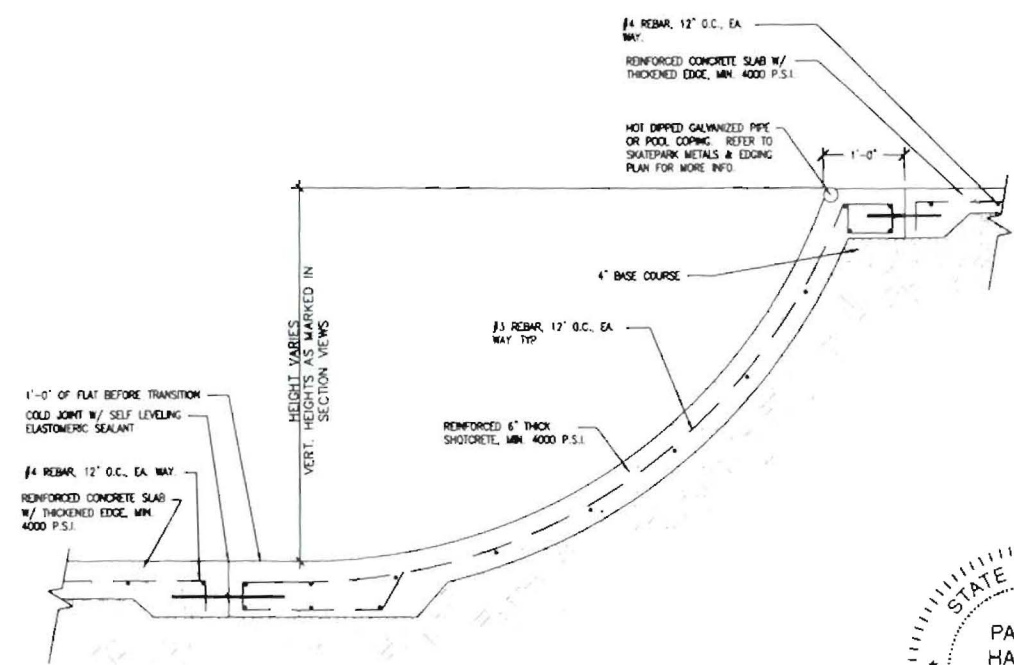 #4 REBAR, 12" O.C., EA.
WAY.
REINFORCED CONCRETE SLAB W/
THICKENED EDGE, MIN. 4000 P.S.I.
HOT DIPPED GALVANIZED PIPE
OR POOL COPING. REFER TO
SKATEPARK METALS & EDGING
PLAN FOR MORE INFO.
1'-0"
4" BASE COURSE
HEIGHT VARIES
VERT. HEIGHTS AS MARKED IN
SECTION VIEWS
#3 REBAR, 12" O.C., EA.
WAY TYP
REINFORCED 6" THICK
SHOTCRETE, MIN. 4000 P.S.I.
1'-0" OF FLAT BEFORE TRANSITION
COLD JOINT W/ SELF LEVELING
ELASTOMERIC SEALANT
#4 REBAR, 12" O.C., EA. WAY.
REINFORCED CONCRETE SLAB
W/ THICKENED EDGE, MIN.
4000 P.S.I.
STATE